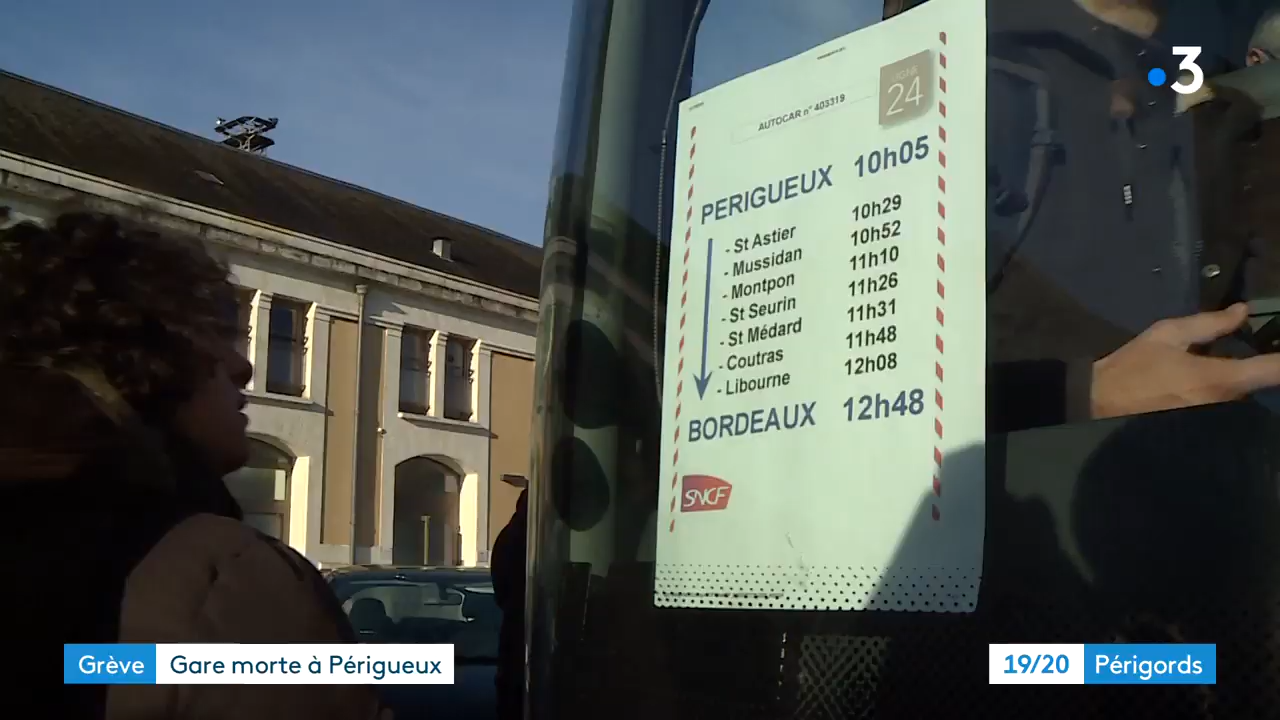 3
LIGNE
24
AUTOCAR n° 403319
PERIGUEUX 10h05
- St Astier 10h29
- Mussidan 10h52
- Montpon 11h10
- St Seurin 11h26
- St Médard 11h31
- Coutras 11h48
- Libourne 12h08
BORDEAUX 12h48
SNCF
Grève Gare morte à Périgueux
19/20 Périgords